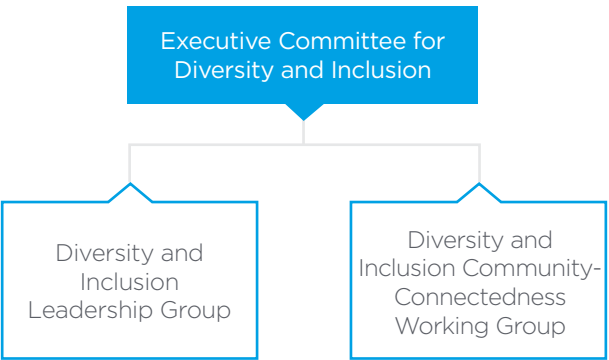 Executive Committee for
Diversity and Inclusion
Diversity and
Inclusion
Leadership Group
Diversity and
Inclusion Community-
Connectedness
Working Group